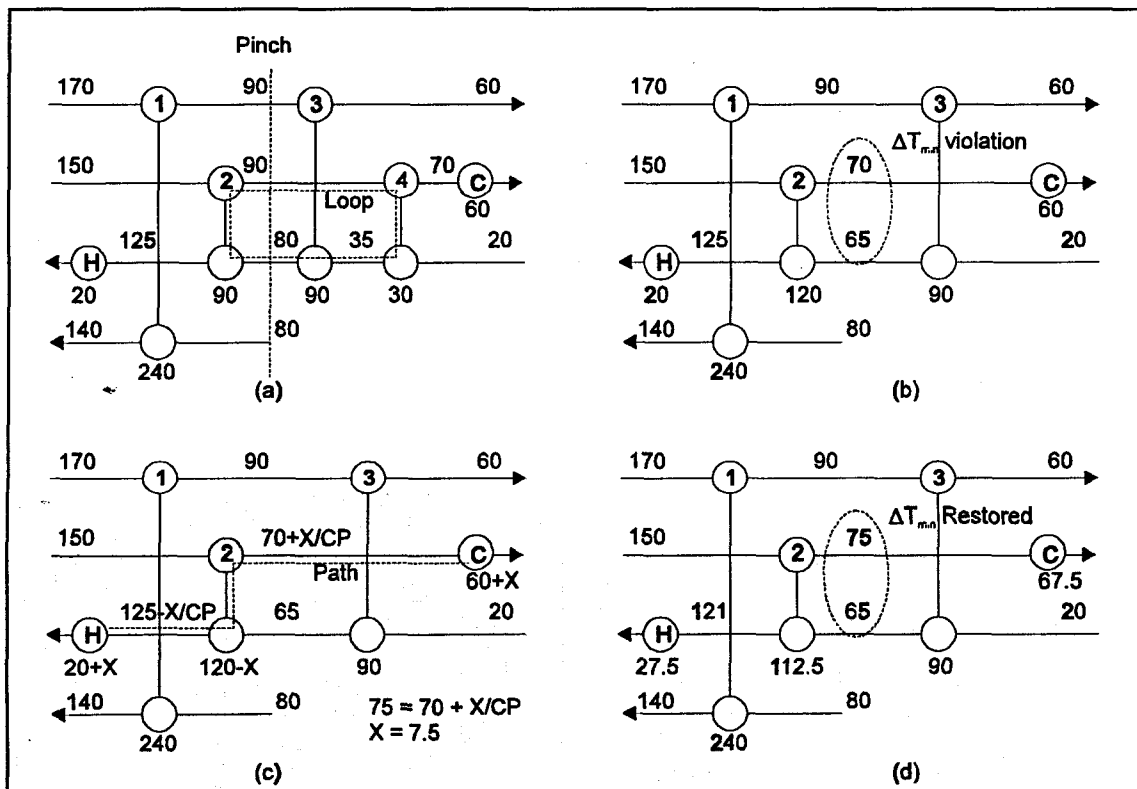 Pinch
170 90 60
1 3
150 90 70
2 4 C
Loop 60
125 80 35 20
H
20 90 90 30
140 80
240
(a)
170 90 60
1 3
ΔTmin violation
150 70
2 C
60
125 65 20
H
20 120 90
140 80
240
(b)
170 90 60
1 3
150 70+X/CP
2 C
Path 60+X
125-X/CP 65 20
H
20+X 120-X 90
140 80 75 = 70 + X/CP
X = 7.5
240
(c)
170 90 60
1 3
ΔTmin Restored
150 75
2 C
67.5
121 65 20
H
27.5 112.5 90
140 80
240
(d)